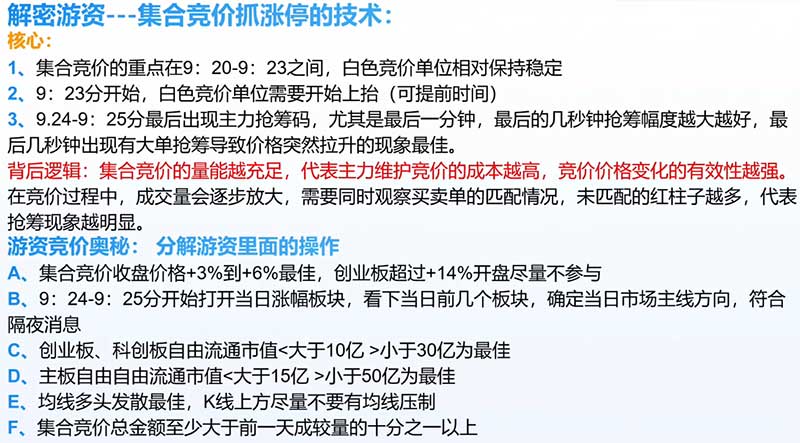 解密游资---集合竞价抓涨停的技术：
核心：
1、集合竞价的重点在9：20-9：23之间，白色竞价单位相对保持稳定
2、9：23分开始，白色竞价单位需要开始上抬（可提前时间）
3、9.24-9：25分最后出现主力抢筹码，尤其是最后一分钟，最后的几秒钟抢筹幅度越大越好，最
后几秒钟出现有大单抢筹导致价格突然拉升的现象最佳。
背后逻辑：集合竞价的量能越充足，代表主力维护竞价的成本越高，竞价价格变化的有效性越强。
在竞价过程中，成交量会逐步放大，需要同时观察买卖单的匹配情况，未匹配的红柱子越多，代表
抢筹现象越明显。
游资竞价奥秘： 分解游资里面的操作
A、集合竞价收盘价格+3%到+6%最佳，创业板超过+14%开盘尽量不参与
B、9：24-9：25分开始打开当日涨幅板块，看下当日前几个板块，确定当日市场主线方向，符合
隔夜消息
C、创业板、科创板自由流通市值<大于10亿 >小于30亿为最佳
D、主板自由自由流通市值<大于15亿 >小于50亿为最佳
E、均线多头发散最佳，K线上方尽量不要有均线压制
F、集合竞价总金额至少大于前一天成较量的十分之一以上